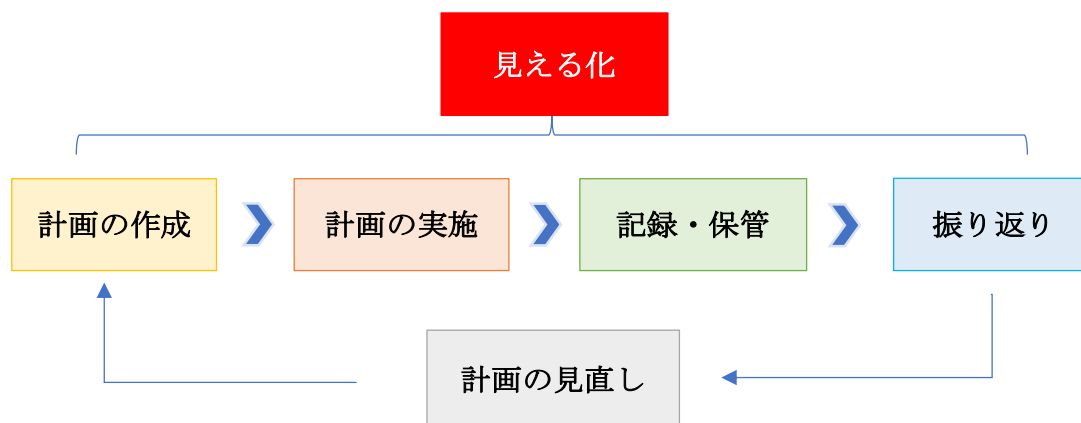 見える化
計画の作成
計画の実施
記録・保管
振り返り
計画の見直し